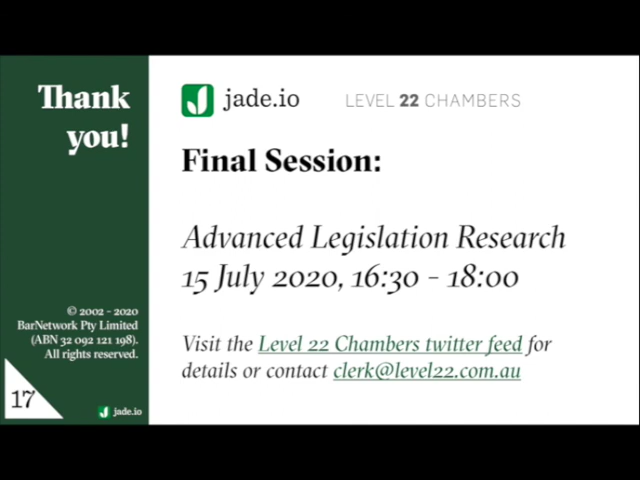 Thank
you!
jade.io
LEVEL 22 CHAMBERS
Final Session:
Advanced Legislation Research
15 July 2020, 16:30 - 18:00
Visit the Level 22 Chambers twitter feed for
details or contact clerk@level22.com.au
© 2002 - 2020
BarNetwork Pty Limited
(ABN 32 092 121 198).
All rights reserved.
17
jade.io